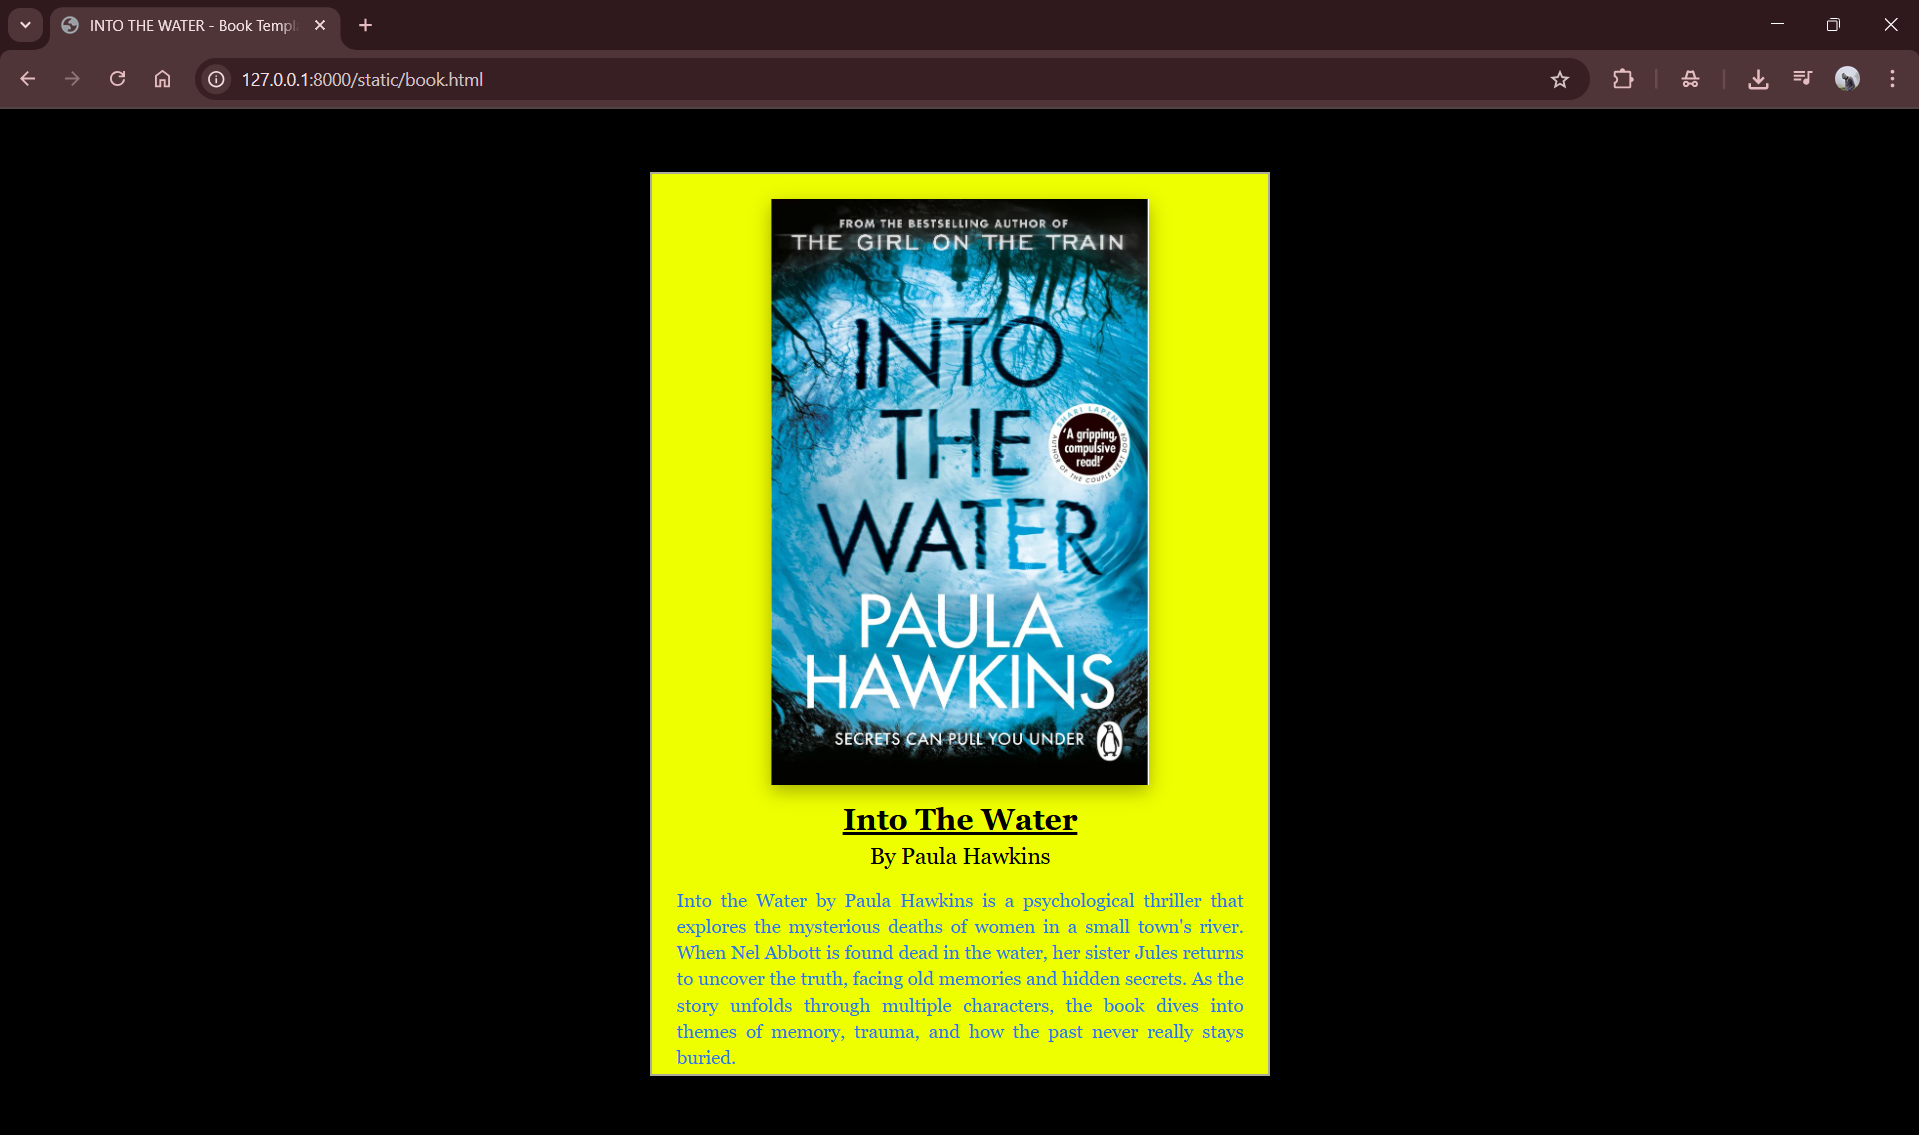 INTO THE WATER - Book Templ
127.0.0.1:8000/static/book.html
FROM THE BESTSELLING AUTHOR OF
THE GIRL ON THE TRAIN
INTO
THE
WATER
SHARI LAPENA
'A gripping,
compulsive
read!'
AUTHOR OF THE COUPLE NEXT DOOR
PAULA
HAWKINS
SECRETS CAN PULL YOU UNDER
Into The Water
By Paula Hawkins
Into the Water by Paula Hawkins is a psychological thriller that
explores the mysterious deaths of women in a small town's river.
When Nel Abbott is found dead in the water, her sister Jules returns
to uncover the truth, facing old memories and hidden secrets. As the
story unfolds through multiple characters, the book dives into
themes of memory, trauma, and how the past never really stays
buried.